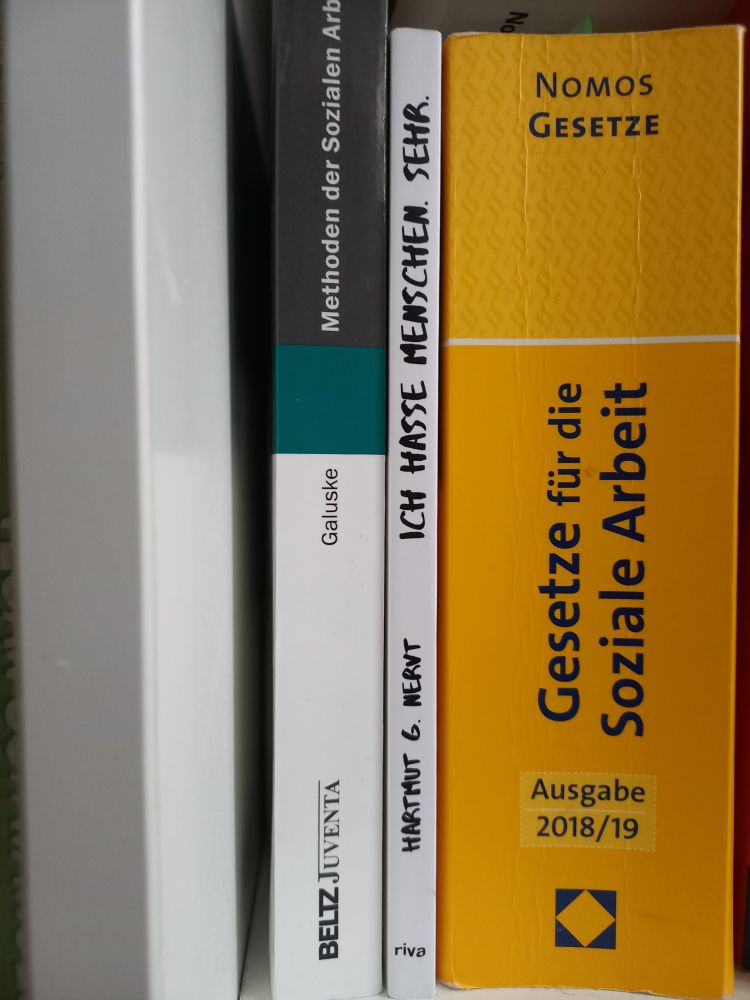 Methoden der Sozialen Arb
Galuske
BELTZ JUVENTA
ICH HASSE MENSCHEN. SEHR.
HARTMUT G. NERVT
riva
NOMOS
GESETZE
Gesetze für die
Soziale Arbeit
Ausgabe
2018/19
ON